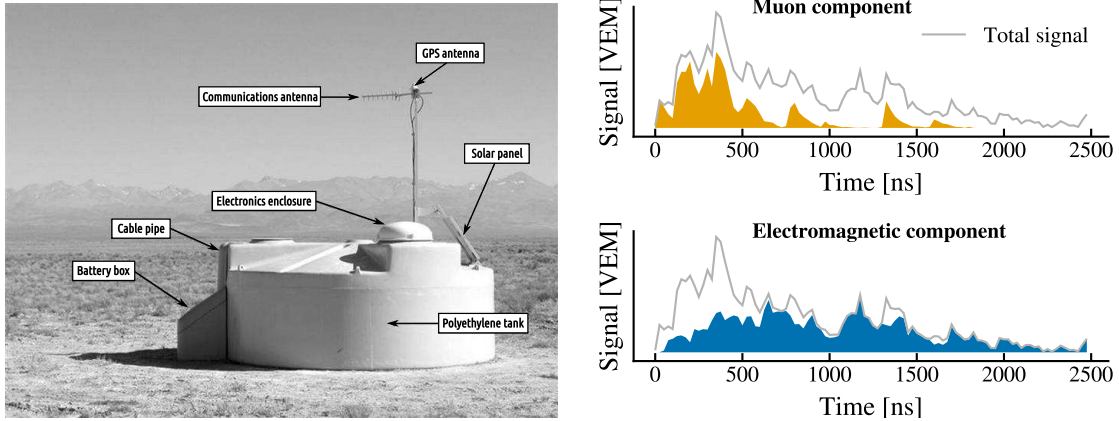 GPS antenna
Communications antenna
Solar panel
Electronics enclosure
Cable pipe
Battery box
Polyethylene tank
Muon component
Total signal
Signal [VEM]
0 500 1000 1500 2000 2500
Time [ns]
Electromagnetic component
Signal [VEM]
0 500 1000 1500 2000 2500
Time [ns]